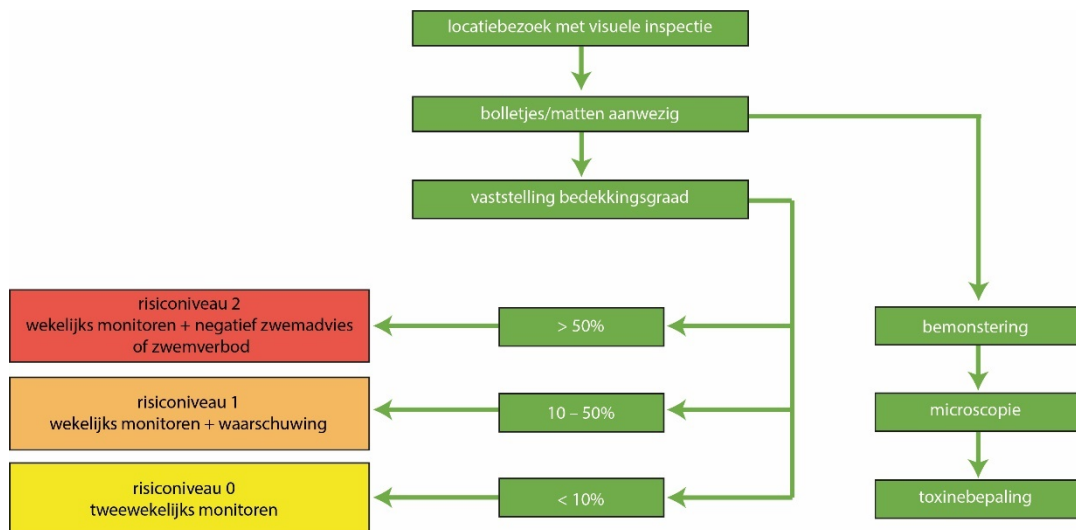 locatiebezoek met visuele inspectie
bolletjes/matten aanwezig
vaststelling bedekkingsgraad
risiconiveau 2
wekelijks monitoren + negatief zwemadvies
of zwemverbod
> 50%
bemonstering
risiconiveau 1
wekelijks monitoren + waarschuwing
10 – 50%
microscopie
risiconiveau 0
tweewekelijks monitoren
< 10%
toxinebepaling